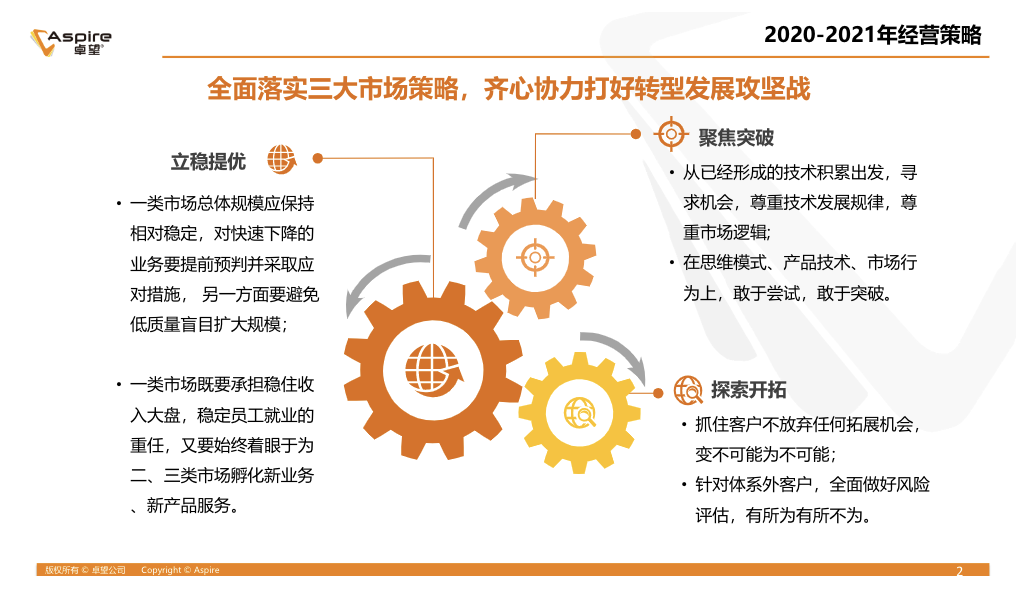 Aspire
卓望®
2020-2021年经营策略
全面落实三大市场策略，齐心协力打好转型发展攻坚战
立稳提优
• 一类市场总体规模应保持
相对稳定，对快速下降的
业务要提前预判并采取应
对措施， 另一方面要避免
低质量盲目扩大规模；
• 一类市场既要承担稳住收
入大盘，稳定员工就业的
重任，又要始终着眼于为
二、三类市场孵化新业务
、新产品服务。
聚焦突破
• 从已经形成的技术积累出发，寻
求机会，尊重技术发展规律，尊
重市场逻辑;
• 在思维模式、产品技术、市场行
为上，敢于尝试，敢于突破。
探索开拓
• 抓住客户不放弃任何拓展机会，
变不可能为不可能；
• 针对体系外客户，全面做好风险
评估，有所为有所不为。
版权所有 © 卓望公司 Copyright © Aspire
2